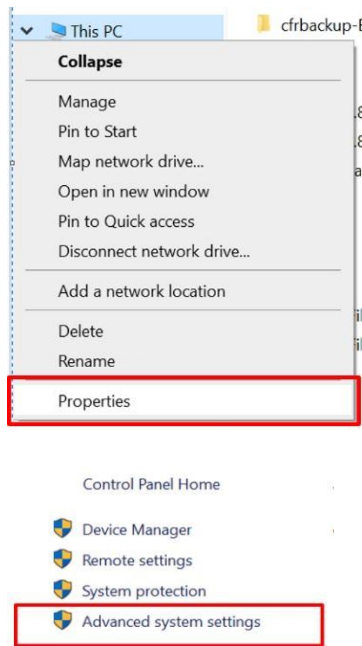 This PC
cfrbackup-
Collapse
Manage
Pin to Start
Map network drive...
Open in new window
Pin to Quick access
Disconnect network drive...
Add a network location
Delete
Rename
Properties
Control Panel Home
Device Manager
Remote settings
System protection
Advanced system settings